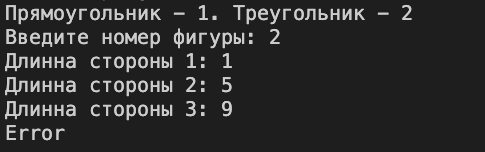 Прямоугольник - 1. Треугольник - 2
Введите номер фигуры: 2
Длинна стороны 1: 1
Длинна стороны 2: 5
Длинна стороны 3: 9
Error